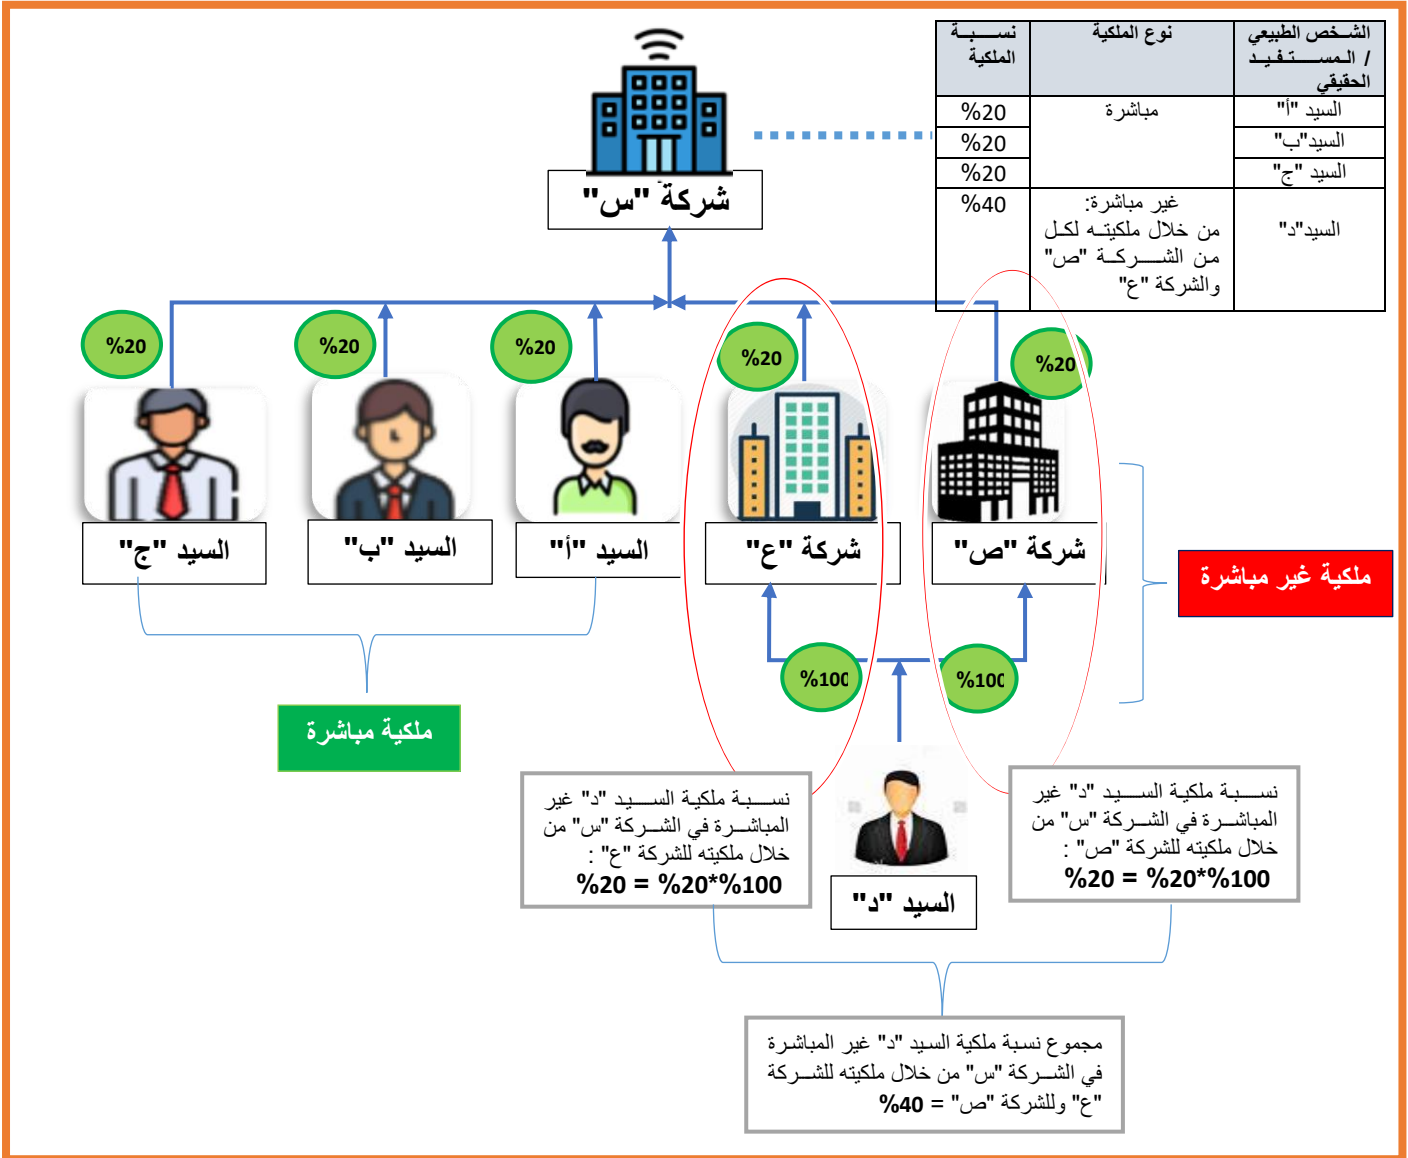 الشخص الطبيعي / المستفيد الحقيقي
نوع الملكية
نسبة الملكية
السيد "أ"
مباشرة
%20
السيد"ب"
%20
السيد "ج"
%20
السيد"د"
غير مباشرة:
من خلال ملكيته لكل
من الشركة "ص"
والشركة "ع"
%40
شركة "س"
%20
%20
%20
%20
%20
شركة "ص"
شركة "ع"
السيد "أ"
السيد "ب"
السيد "ج"
ملكية غير مباشرة
%100
%100
ملكية مباشرة
نسبة ملكية السيد "د" غير
المباشرة في الشركة "س" من
خلال ملكيته للشركة "ص" :
%20 = %20*%100
نسبة ملكية السيد "د" غير
المباشرة في الشركة "س" من
خلال ملكيته للشركة "ع" :
%20 = %20*%100
السيد "د"
مجموع نسبة ملكية السيد "د" غير المباشرة
في الشركة "س" من خلال ملكيته للشركة
"ع" وللشركة "ص" = 40%